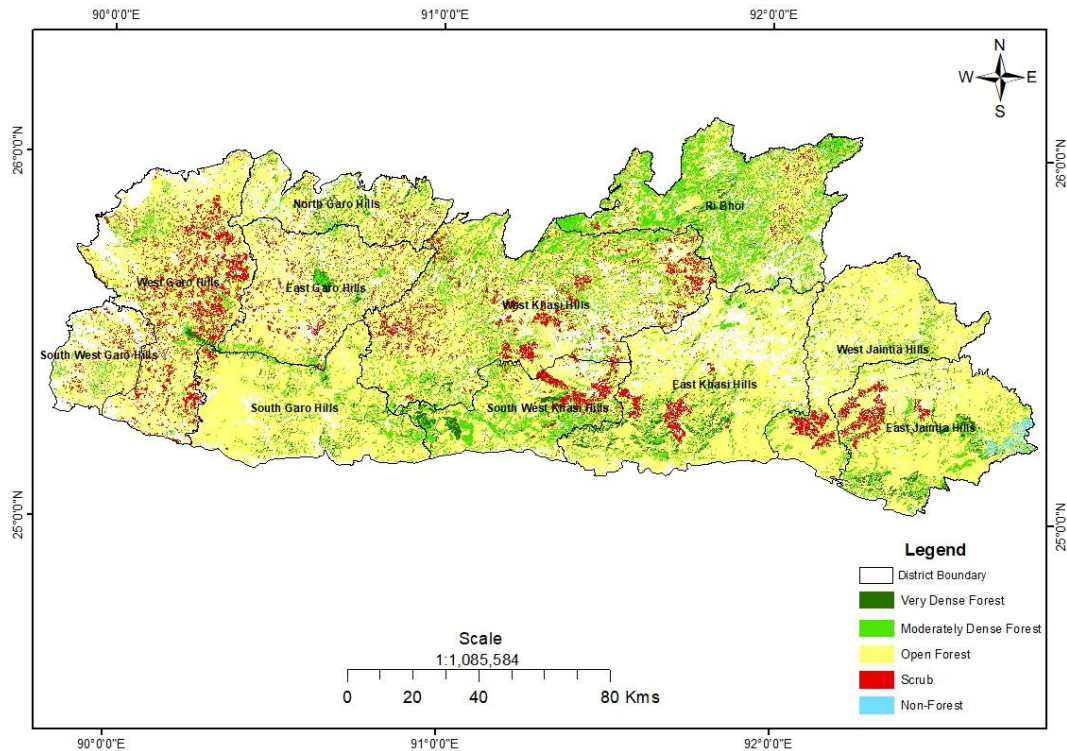 90°0'0"E 91°0'0"E 92°0'0"E
N
W E
S
26°0'0"N 26°0'0"N
North Garo Hills
Ri Bhoi
West Garo Hills
East Garo Hills
West Khasi Hills
South West Garo Hills
West Jaintia Hills
East Khasi Hills
South Garo Hills
South West Khasi Hills
East Jaintia Hills
25°0'0"N 25°0'0"N
Legend
District Boundary
Very Dense Forest
Moderately Dense Forest
Open Forest
Scrub
Non-Forest
Scale
1:1,085,584
0 20 40 80 Kms
90°0'0"E 91°0'0"E 92°0'0"E